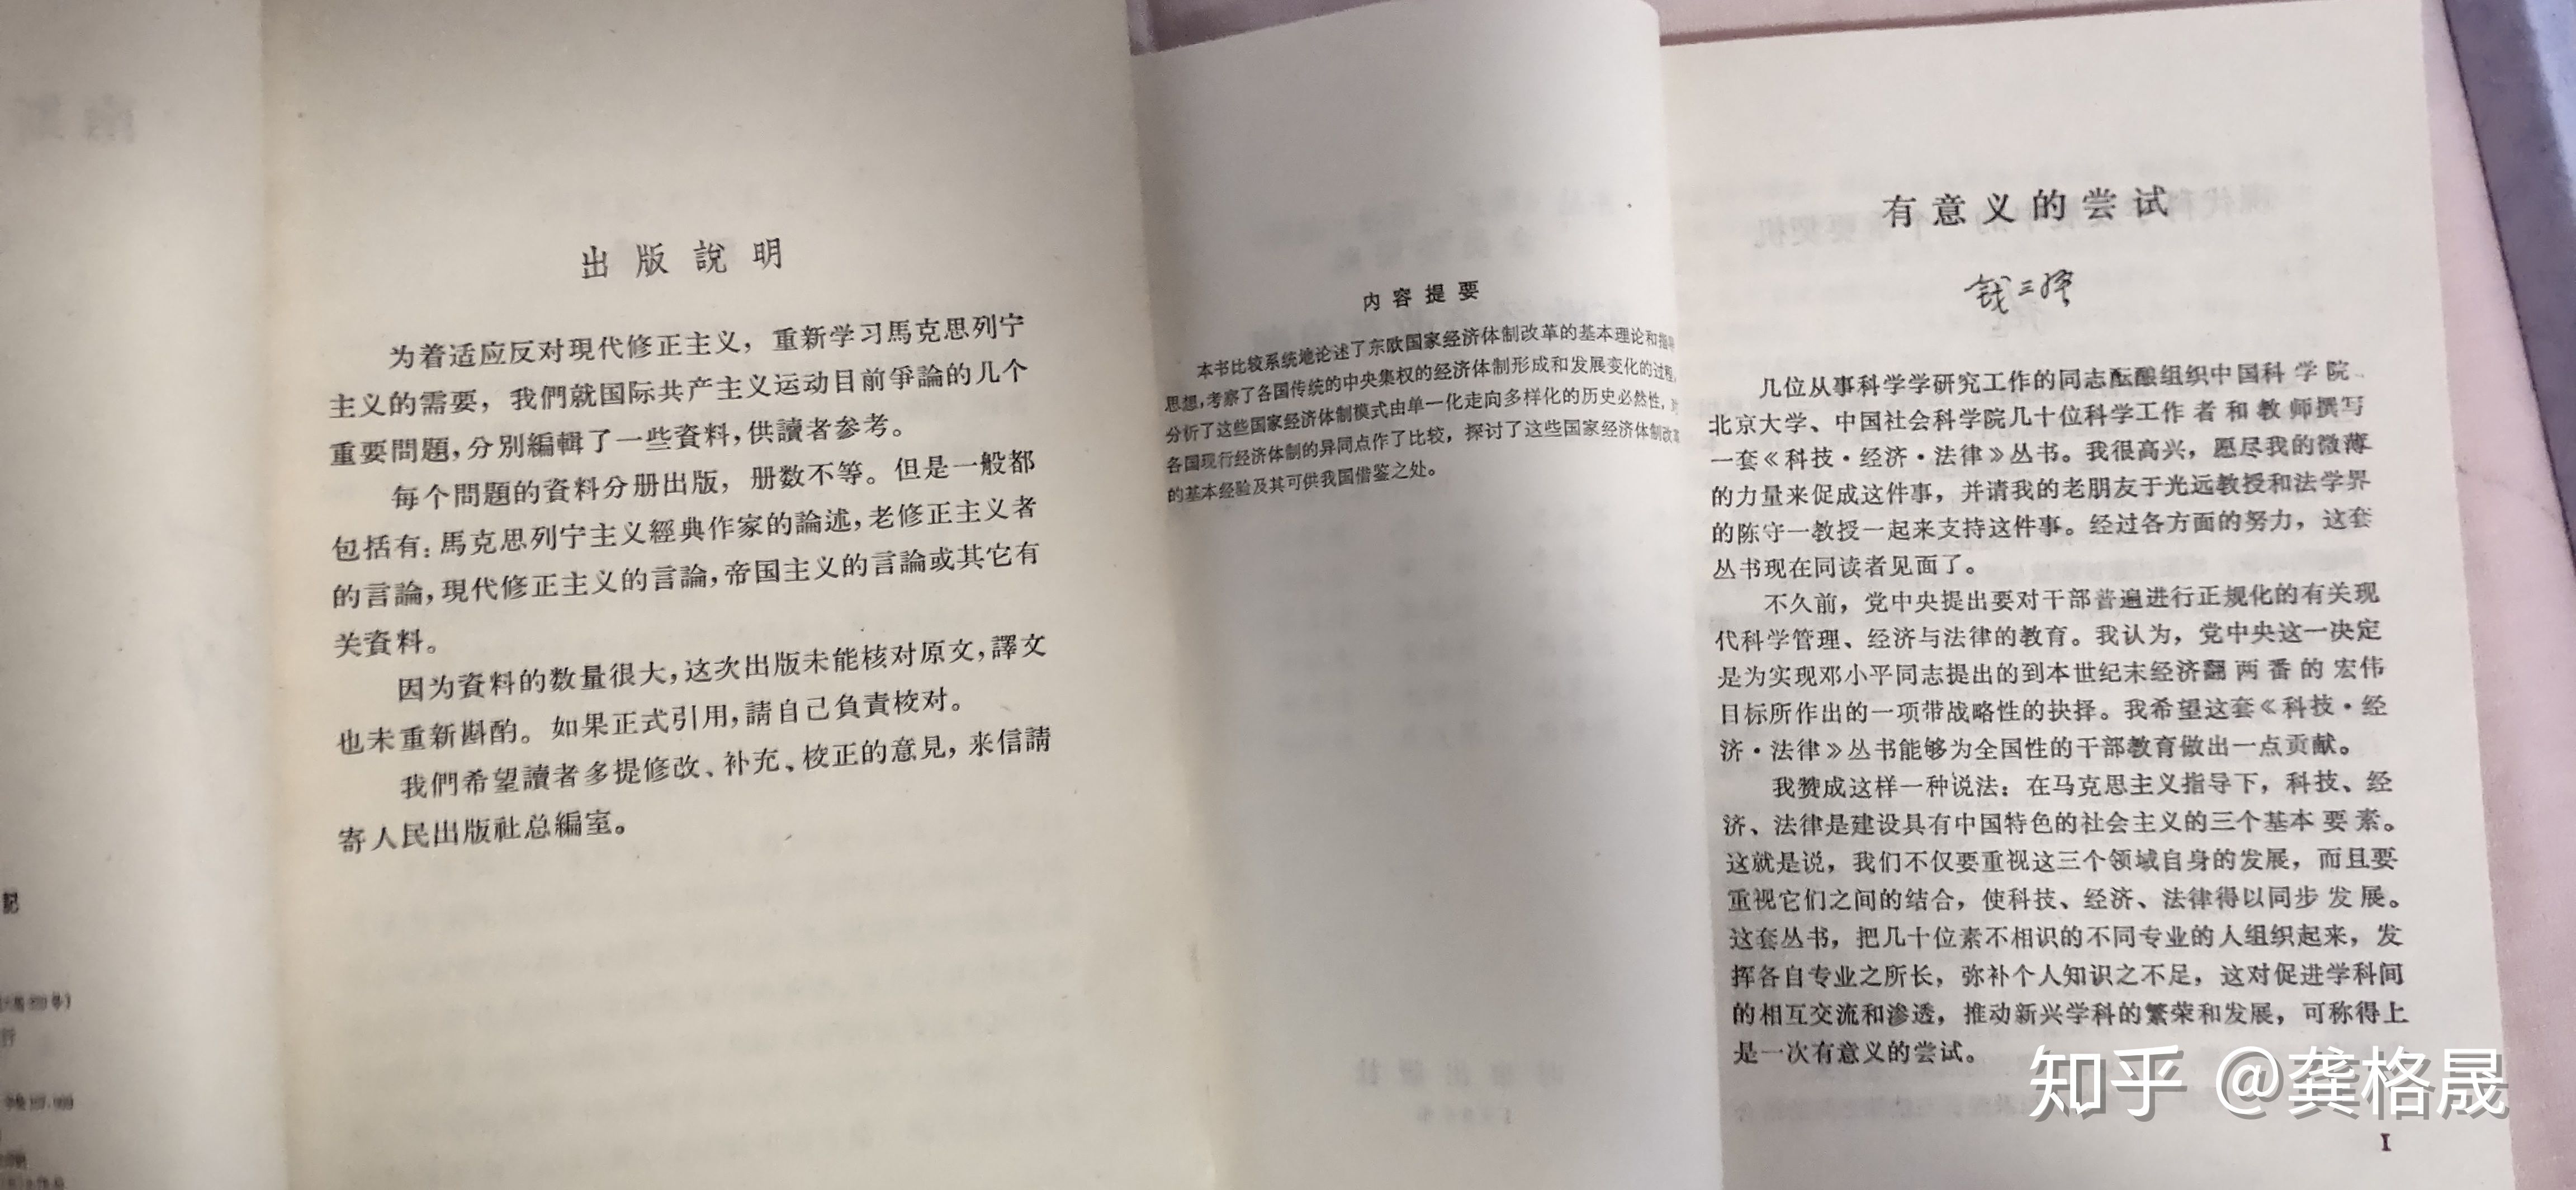 記
出版說明
为着适应反对現代修正主义，重新学习馬克思列宁
主义的需要，我們就国际共产主义运动目前爭論的几个
重要問題，分別編輯了一些資料，供讀者参考。
每个問題的資料分册出版，册数不等。但是一般都
包括有：馬克思列宁主义經典作家的論述，老修正主义者
的言論，現代修正主义的言論，帝国主义的言論或其它有
关資料。
因为資料的数量很大，这次出版未能核对原文，譯文
也未重新斟酌。如果正式引用，請自己負責校对。
我們希望讀者多提修改、补充、校正的意見，来信請
寄人民出版社总編室。
内容提要
本书比较系统地论述了东欧国家经济体制改革的基本理论和指导
思想，考察了各国传统的中央集权的经济体制形成和发展变化的过程，
分析了这些国家经济体制模式由单一化走向多样化的历史必然性，对
各国现行经济体制的异同点作了比较，探讨了这些国家经济体制改革
的基本经验及其可供我国借鉴之处。
有意义的尝试
钱三强
几位从事科学学研究工作的同志酝酿组织中国科学院、
北京大学、中国社会科学院几十位科学工作者和教师撰写
一套《科技·经济·法律》丛书。我很高兴，愿尽我的微薄
的力量来促成这件事，并请我的老朋友于光远教授和法学界
的陈守一教授一起来支持这件事。经过各方面的努力，这套
丛书现在同读者见面了。
不久前，党中央提出要对干部普遍进行正规化的有关现
代科学管理、经济与法律的教育。我认为，党中央这一决定
是为实现邓小平同志提出的到本世纪末经济翻两番的宏伟
目标所作出的一项带战略性的抉择。我希望这套《科技·经
济·法律》丛书能够为全国性的干部教育做出一点贡献。
我赞成这样一种说法：在马克思主义指导下，科技、经
济、法律是建设具有中国特色的社会主义的三个基本要素。
这就是说，我们不仅要重视这三个领域自身的发展，而且要
重视它们之间的结合，使科技、经济、法律得以同步发展。
这套丛书，把几十位素不相识的不同专业的人组织起来，发
挥各自专业之所长，弥补个人知识之不足，这对促进学科间
的相互交流和渗透，推动新兴学科的繁荣和发展，可称得上
是一次有意义的尝试。
I
知乎 @龚格晟